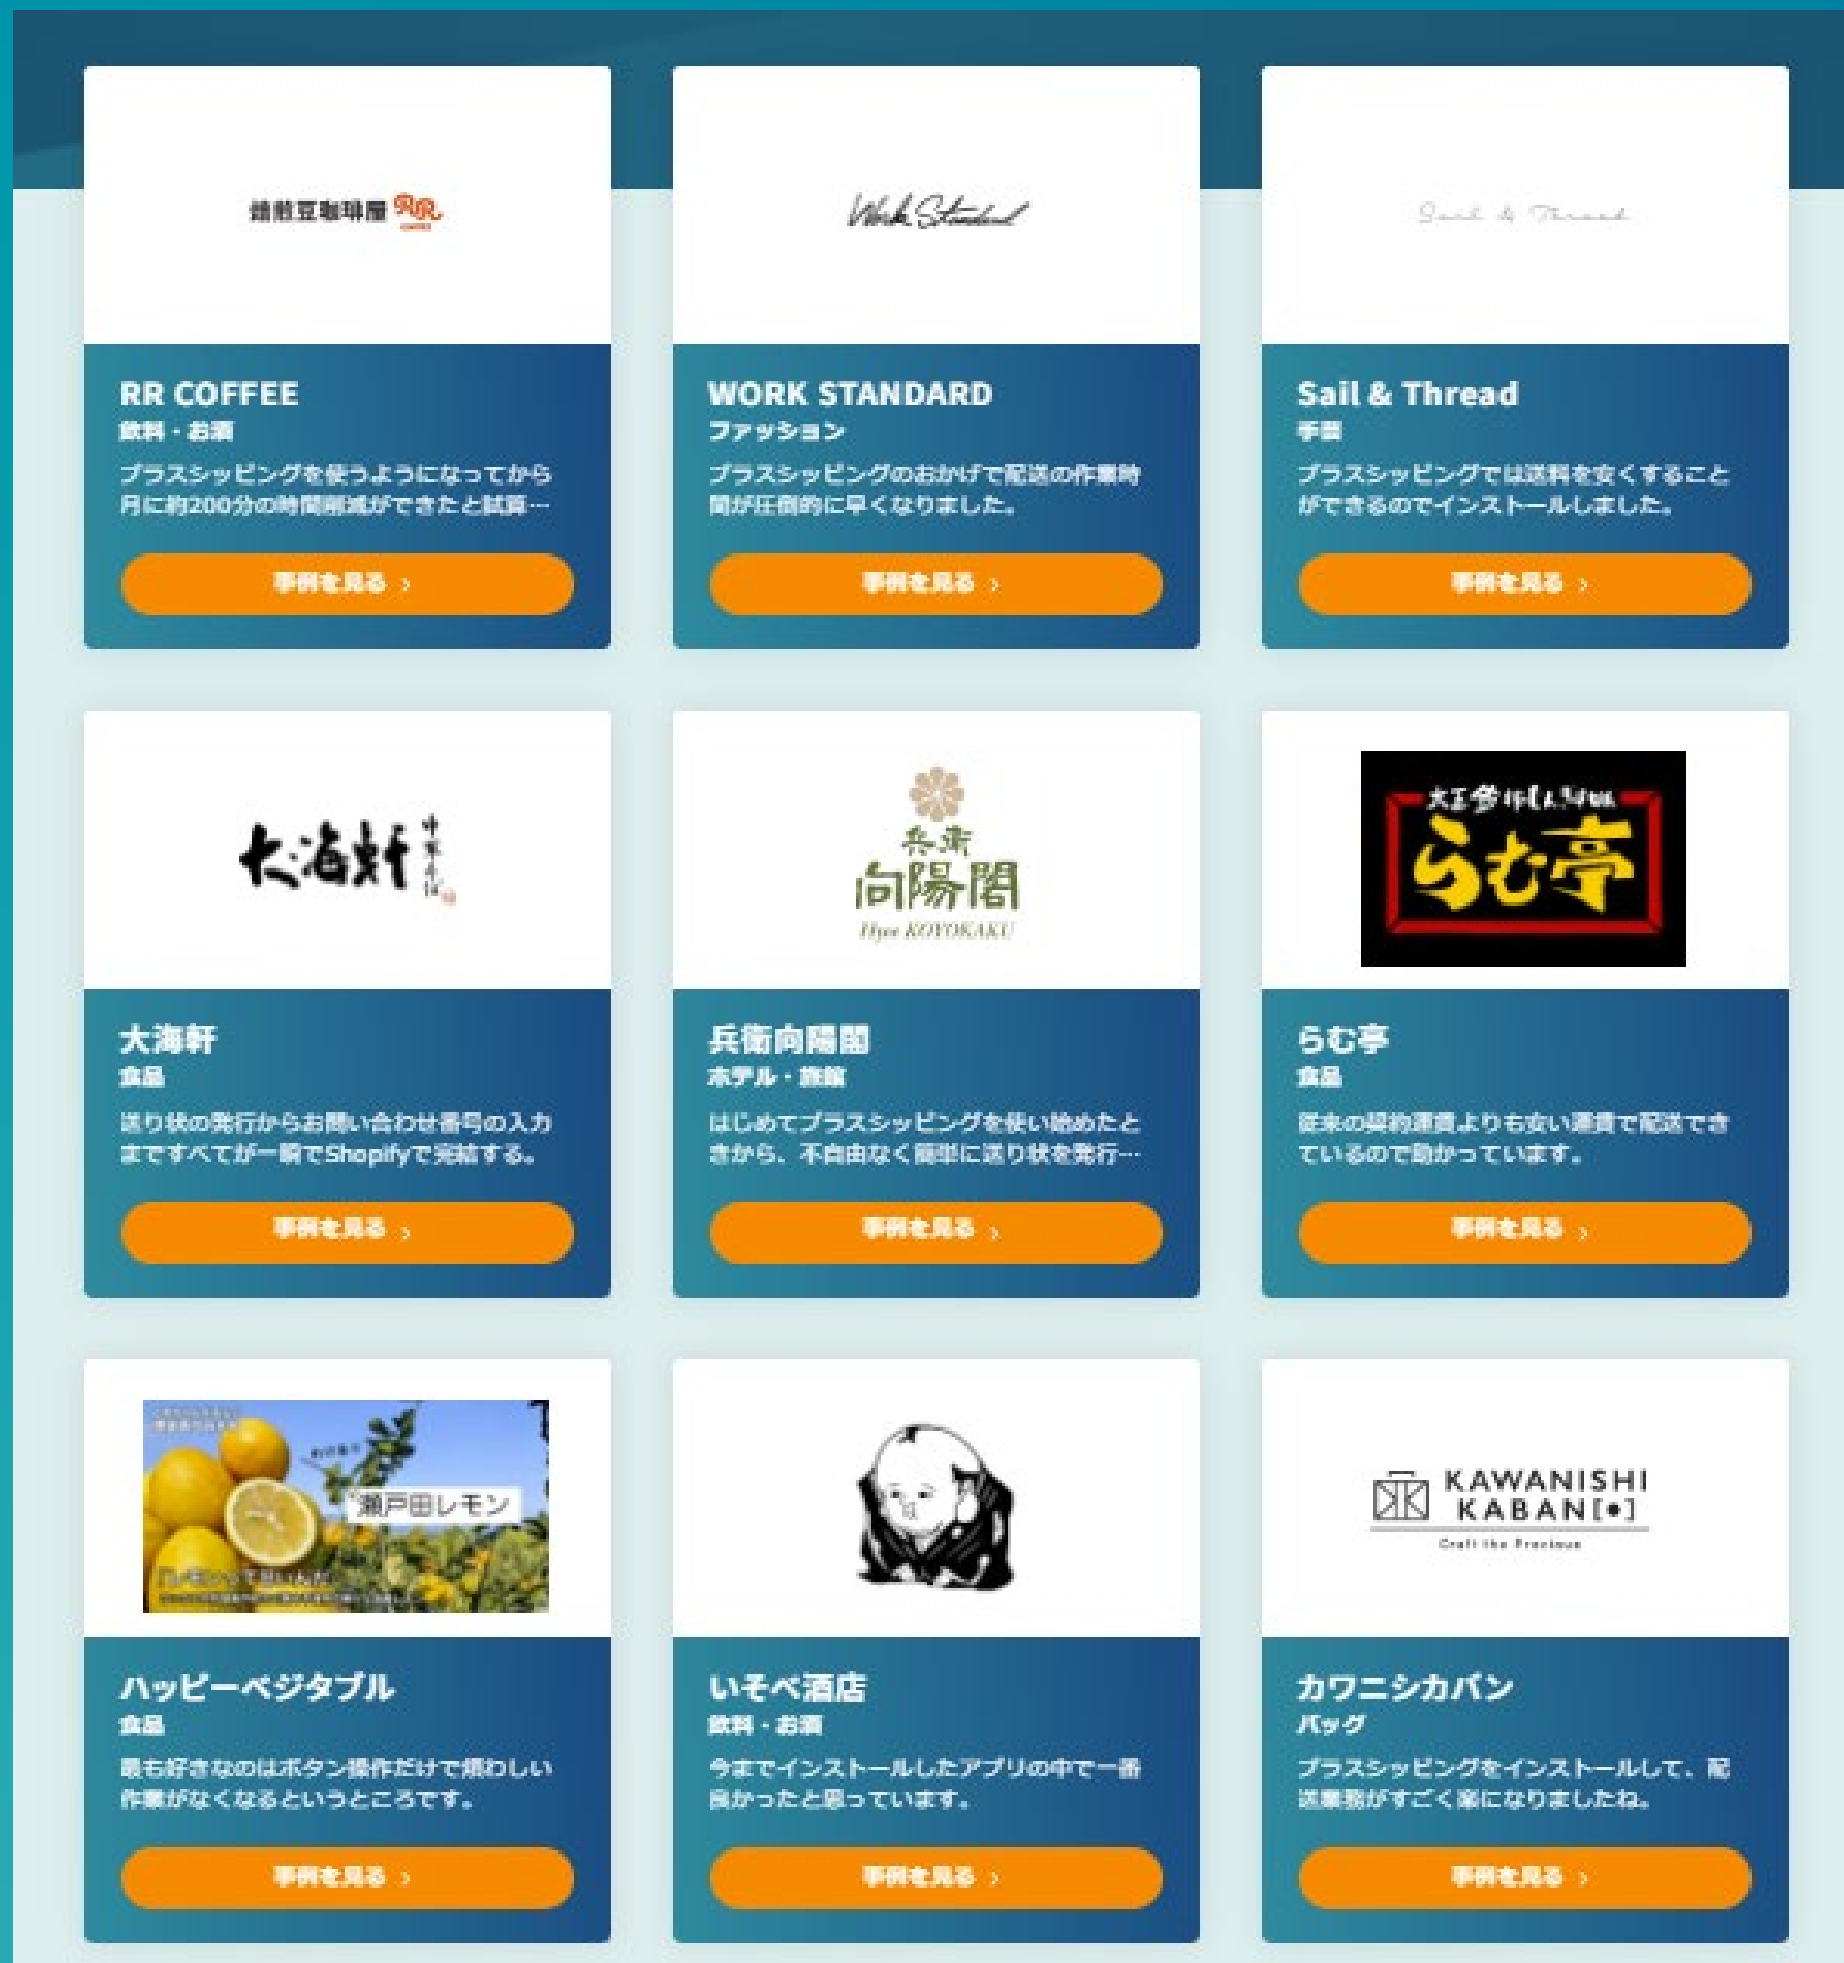 焙煎豆珈琲屋 RR
COFFEE
Work Standard
Sail & Thread
RR COFFEE
飲料・お酒
プラスシッピングを使うようになってから
月に約200分の時間削減ができたと試算…
事例を見る ›
WORK STANDARD
ファッション
プラスシッピングのおかげで配送の作業時
間が圧倒的に早くなりました。
事例を見る ›
Sail & Thread
手芸
プラスシッピングでは送料を安くすること
ができるのでインストールしました。
事例を見る ›
大海軒
中華そば
兵衛
向陽閣
Hyoe KOYOKAKU
らむ亭
大海軒
食品
送り状の発行からお問い合わせ番号の入力
まですべてが一瞬でShopifyで完結する。
事例を見る ›
兵衛向陽閣
ホテル・旅館
はじめてプラスシッピングを使い始めたと
きから、不自由なく簡単に送り状を発行…
事例を見る ›
らむ亭
食品
従来の契約運賃よりも安い運賃で配送でき
ているので助かっています。
事例を見る ›
瀬戸田レモン
KAWANISHI
KABAN[•]
Craft the Precious
ハッピーベジタブル
食品
最も好きなのはボタン操作だけで煩わしい
作業がなくなるというところです。
事例を見る ›
いそべ酒店
飲料・お酒
今までインストールしたアプリの中で一番
良かったと思っています。
事例を見る ›
カワニシカバン
バッグ
プラスシッピングをインストールして、配
送業務がすごく楽になりましたね。
事例を見る ›